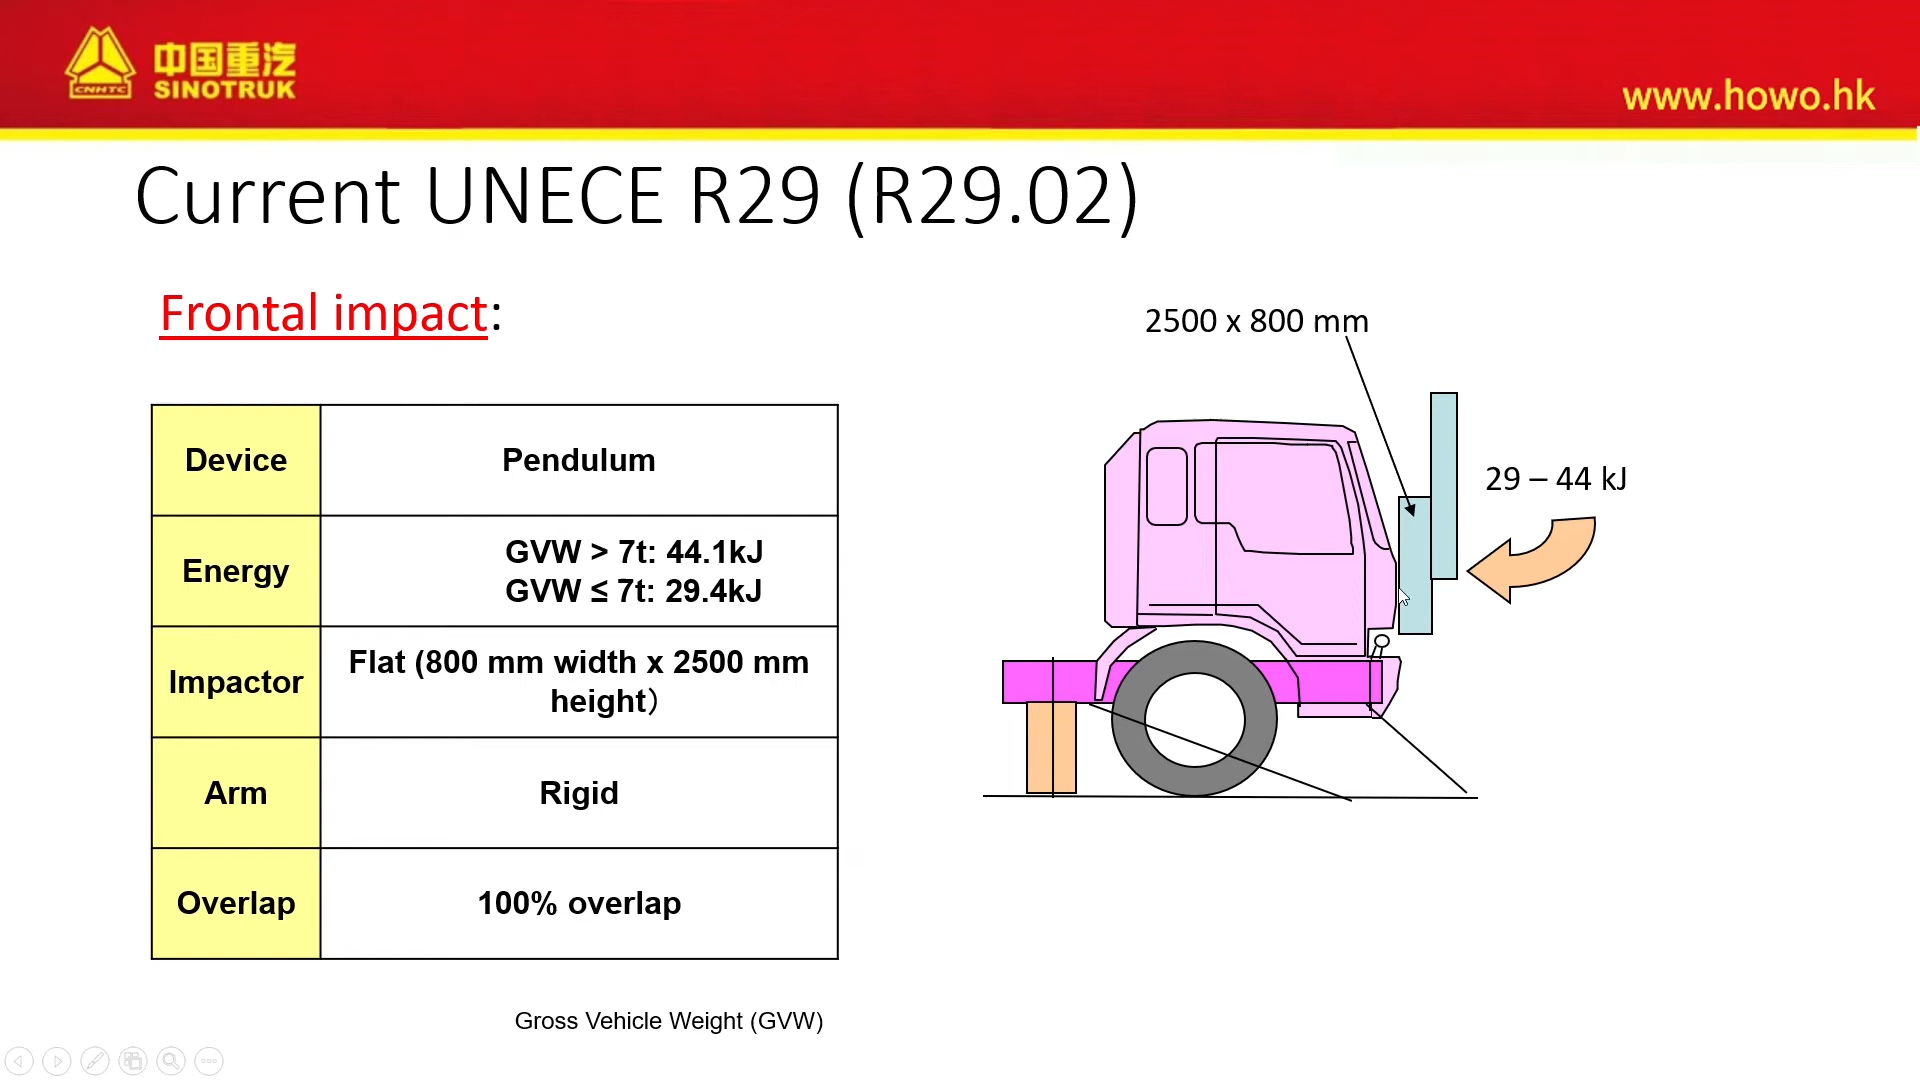 中国重汽
CNHTC
SINOTRUK
www.howo.hk
Current UNECE R29 (R29.02)
Frontal impact:
Device
Pendulum
Energy
GVW > 7t: 44.1kJ
GVW ≤ 7t: 29.4kJ
Impactor
Flat (800 mm width x 2500 mm
height）
Arm
Rigid
Overlap
100% overlap
Gross Vehicle Weight (GVW)
2500 x 800 mm
29 – 44 kJ